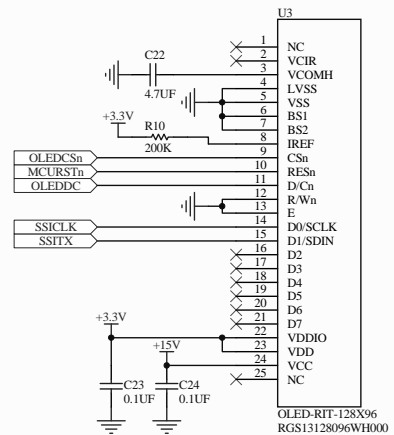 U3
1 NC
2 VCIR
C22
3 VCOMH
4.7UF
4 LVSS
5 VSS
6 BS1
7 BS2
+3.3V
R10
8 IREF
200K
OLEDCSn 9 CSn
MCURSTn 10 RESn
OLEDDC 11 D/Cn
12 R/Wn
13 E
SSICLK 14 D0/SCLK
SSITX 15 D1/SDIN
16 D2
17 D3
18 D4
19 D5
20 D6
21 D7
+3.3V
22 VDDIO
+15V
23 VDD
24 VCC
C23
0.1UF
C24
0.1UF
25 NC
OLED-RIT-128X96
RGS13128096WH000